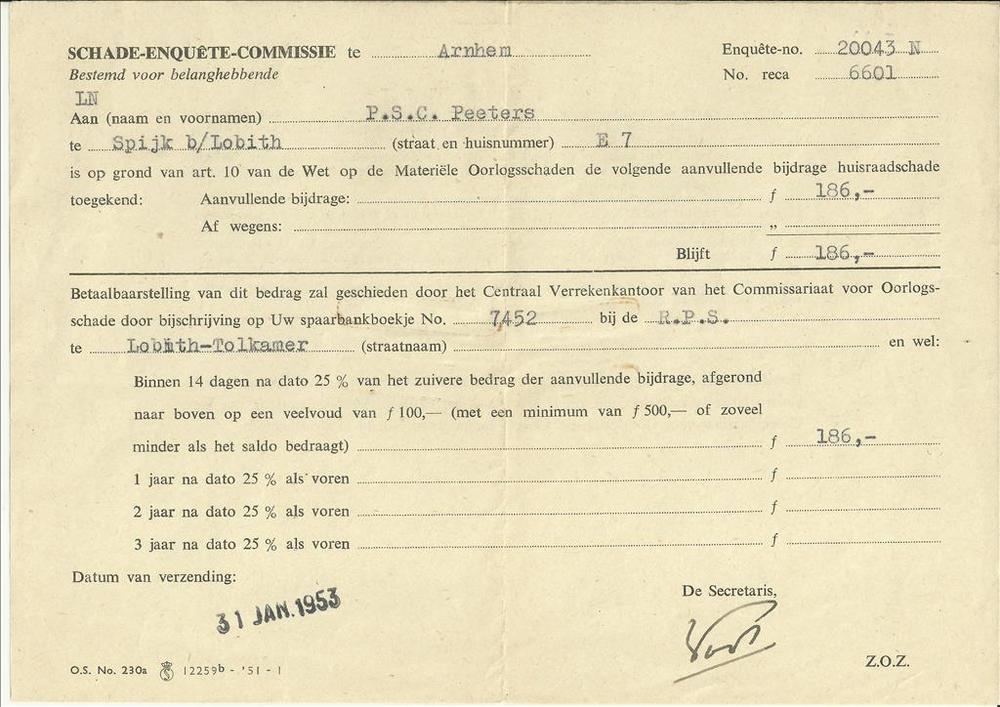 SCHADE-ENQUÊTE-COMMISSIE te Arnhem Enquête-no. 20043 N
Bestemd voor belanghebbende No. reca 6601
LN
Aan (naam en voornamen) P.S.C. Peeters
te Spijk b/Lobith (straat en huisnummer) E 7
is op grond van art. 10 van de Wet op de Materiële Oorlogsschaden de volgende aanvullende bijdrage huisraadschade
toegekend: Aanvullende bijdrage: f 186,-
Af wegens: „
Blijft f 186,-
Betaalbaarstelling van dit bedrag zal geschieden door het Centraal Verrekenkantoor van het Commissariaat voor Oorlogs-
schade door bijschrijving op Uw spaarbankboekje No. 7452 bij de R.P.S.
te Lobith-Tolkamer (straatnaam) en wel:
Binnen 14 dagen na dato 25 % van het zuivere bedrag der aanvullende bijdrage, afgerond
naar boven op een veelvoud van f 100,— (met een minimum van f 500,— of zoveel
minder als het saldo bedraagt) f 186,-
1 jaar na dato 25 % als voren f
2 jaar na dato 25 % als voren f
3 jaar na dato 25 % als voren f
Datum van verzending:
31 JAN. 1953
De Secretaris,
O.S. No. 230a 12259b - '51 - 1 Z.O.Z.